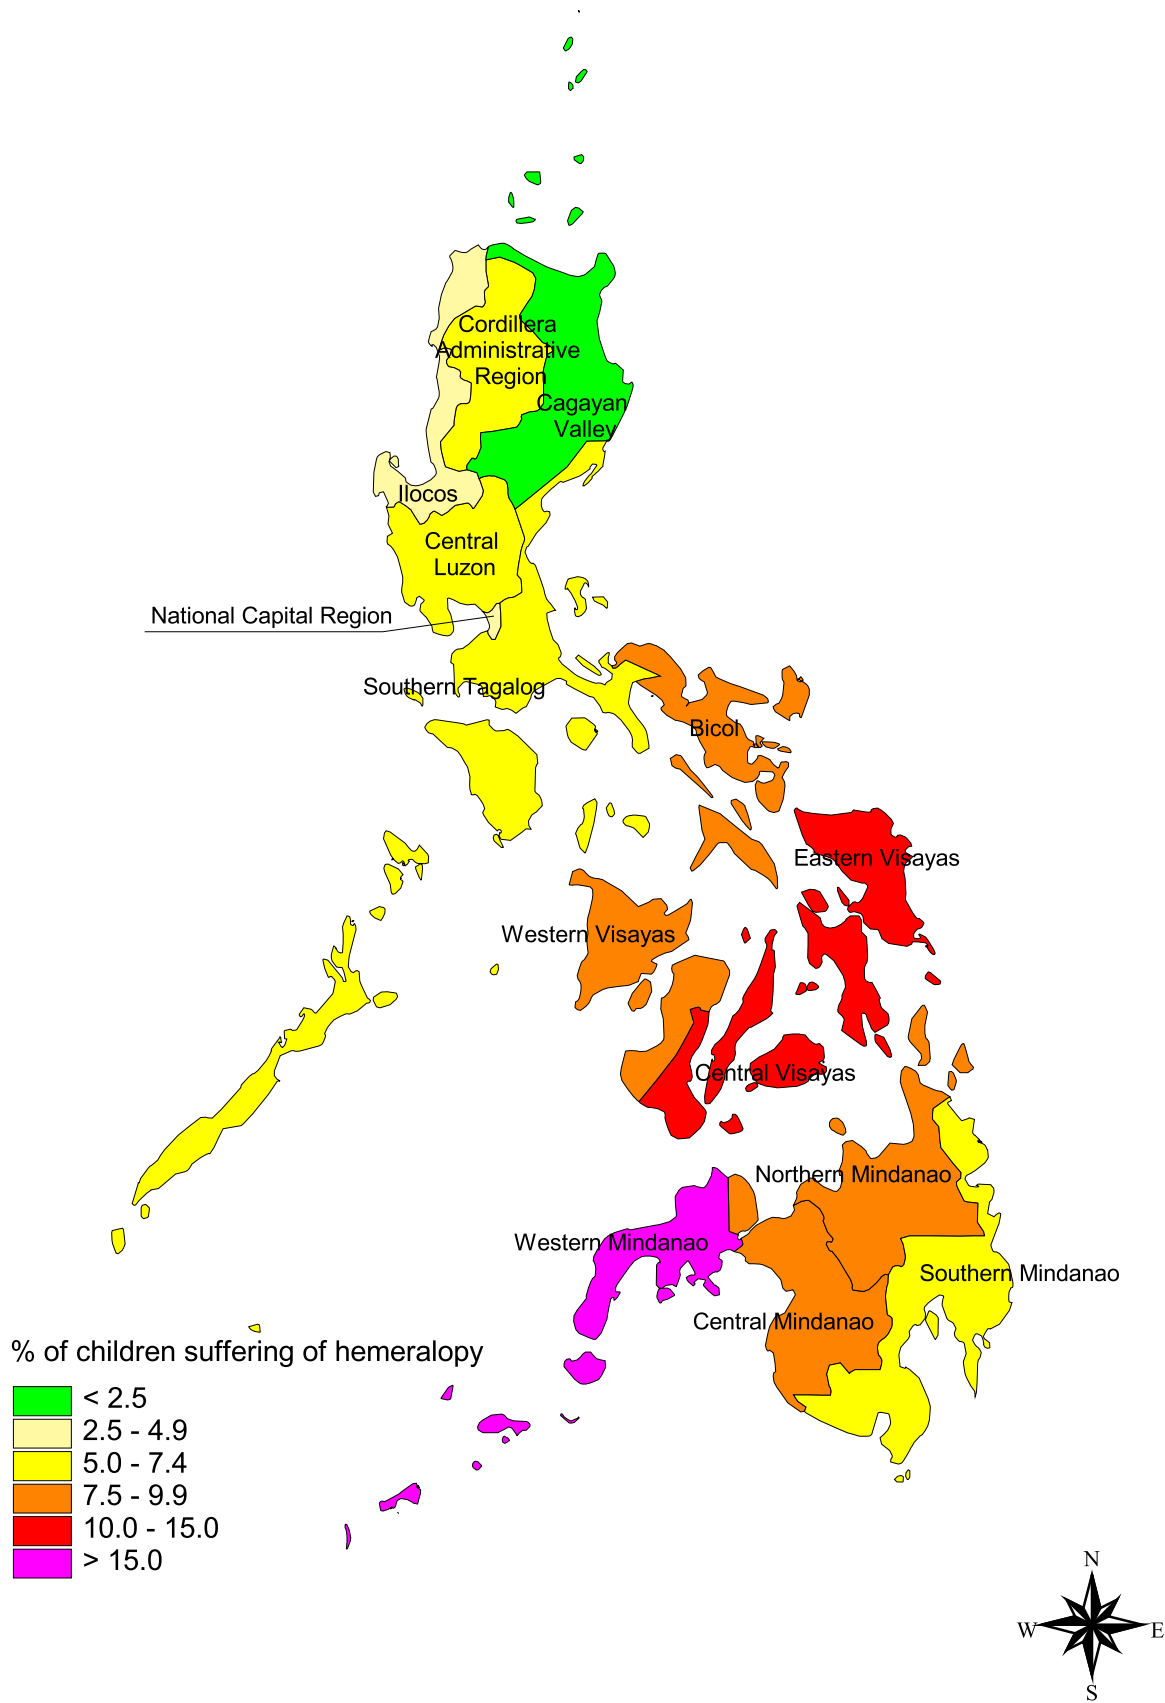 Cordillera
Administrative
Region
Cagayan
Valley
Ilocos
Central
Luzon
National Capital Region
Southern Tagalog
Bicol
Eastern Visayas
Western Visayas
Central Visayas
Northern Mindanao
Western Mindanao
Southern Mindanao
Central Mindanao
% of children suffering of hemeralopy
< 2.5
2.5 - 4.9
5.0 - 7.4
7.5 - 9.9
10.0 - 15.0
> 15.0
N
W E
S